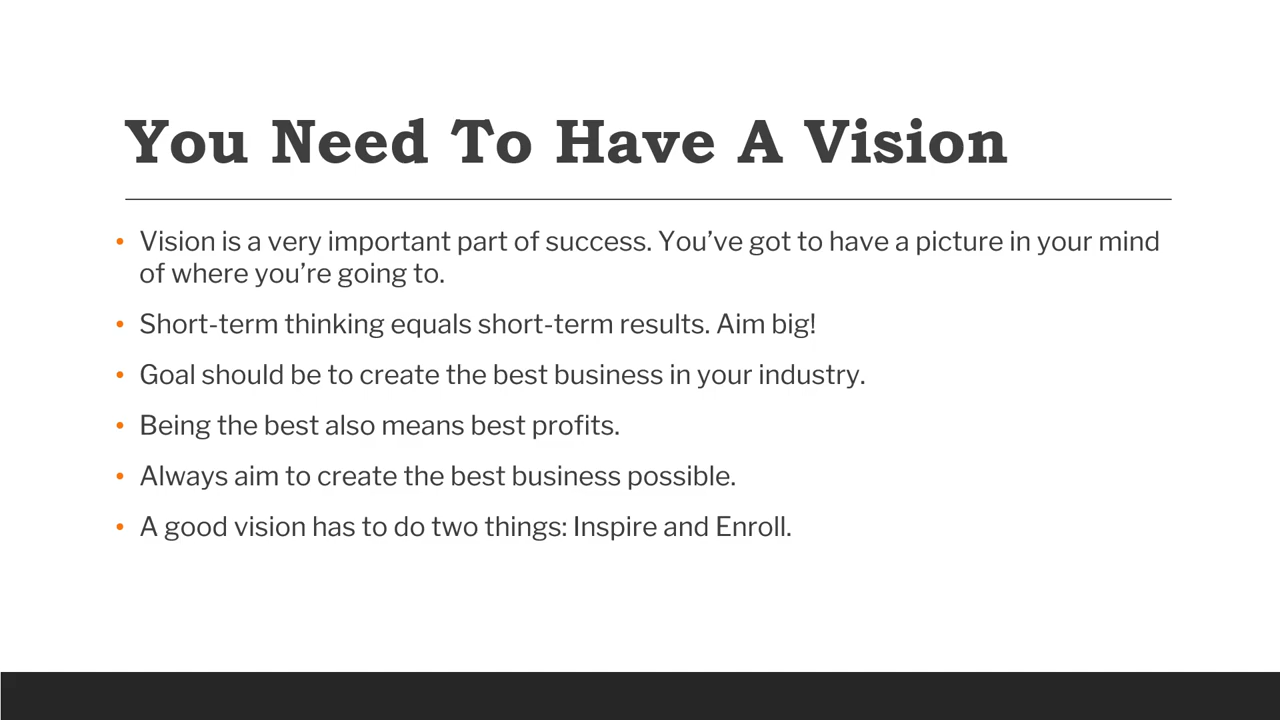 You Need To Have A Vision
• Vision is a very important part of success. You’ve got to have a picture in your mind
of where you’re going to.
• Short-term thinking equals short-term results. Aim big!
• Goal should be to create the best business in your industry.
• Being the best also means best profits.
• Always aim to create the best business possible.
• A good vision has to do two things: Inspire and Enroll.